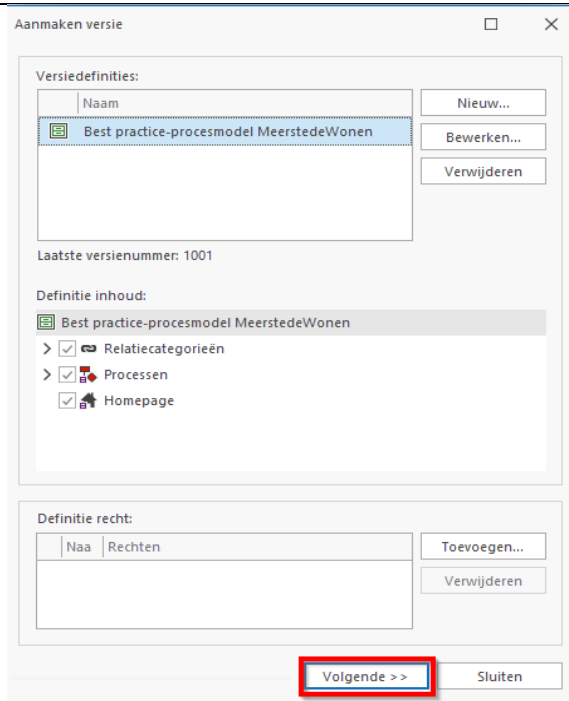 Aanmaken versie
Versiedefinities:
Naam
Nieuw...
Best practice-procesmodel MeerstedeWonen
Bewerken...
Verwijderen
Laatste versienummer: 1001
Definitie inhoud:
Best practice-procesmodel MeerstedeWonen
Relatiecategorieën
Processen
Homepage
Definitie recht:
Naa Rechten
Toevoegen...
Verwijderen
Volgende >>
Sluiten